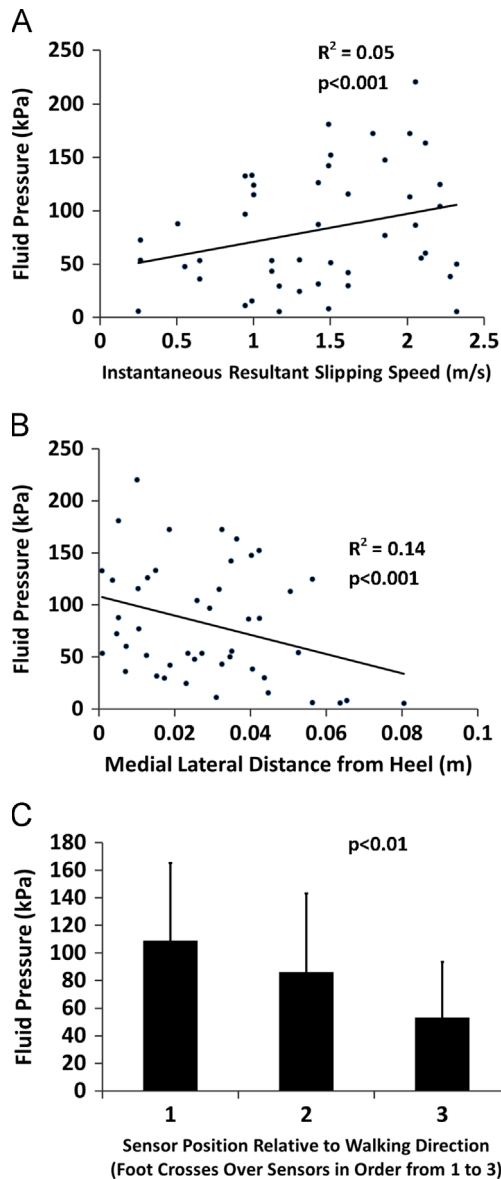 A
R² = 0.05
p<0.001
Fluid Pressure (kPa)
250
200
150
100
50
0
0 0.5 1 1.5 2 2.5
Instantaneous Resultant Slipping Speed (m/s)
B
R² = 0.14
p<0.001
Fluid Pressure (kPa)
250
200
150
100
50
0
0 0.02 0.04 0.06 0.08 0.1
Medial Lateral Distance from Heel (m)
C
p<0.01
Fluid Pressure (kPa)
180
160
140
120
100
80
60
40
20
0
1 2 3
Sensor Position Relative to Walking Direction
(Foot Crosses Over Sensors in Order from 1 to 3)